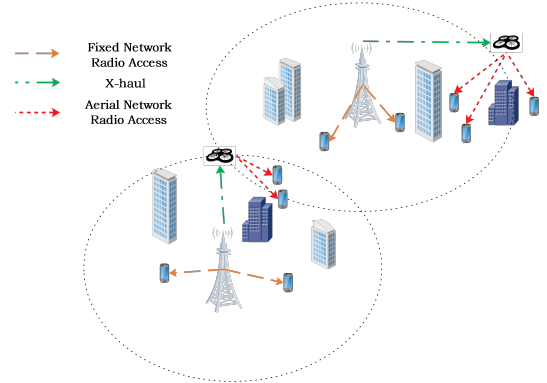 Fixed Network
Radio Access
X-haul
Aerial Network
Radio Access